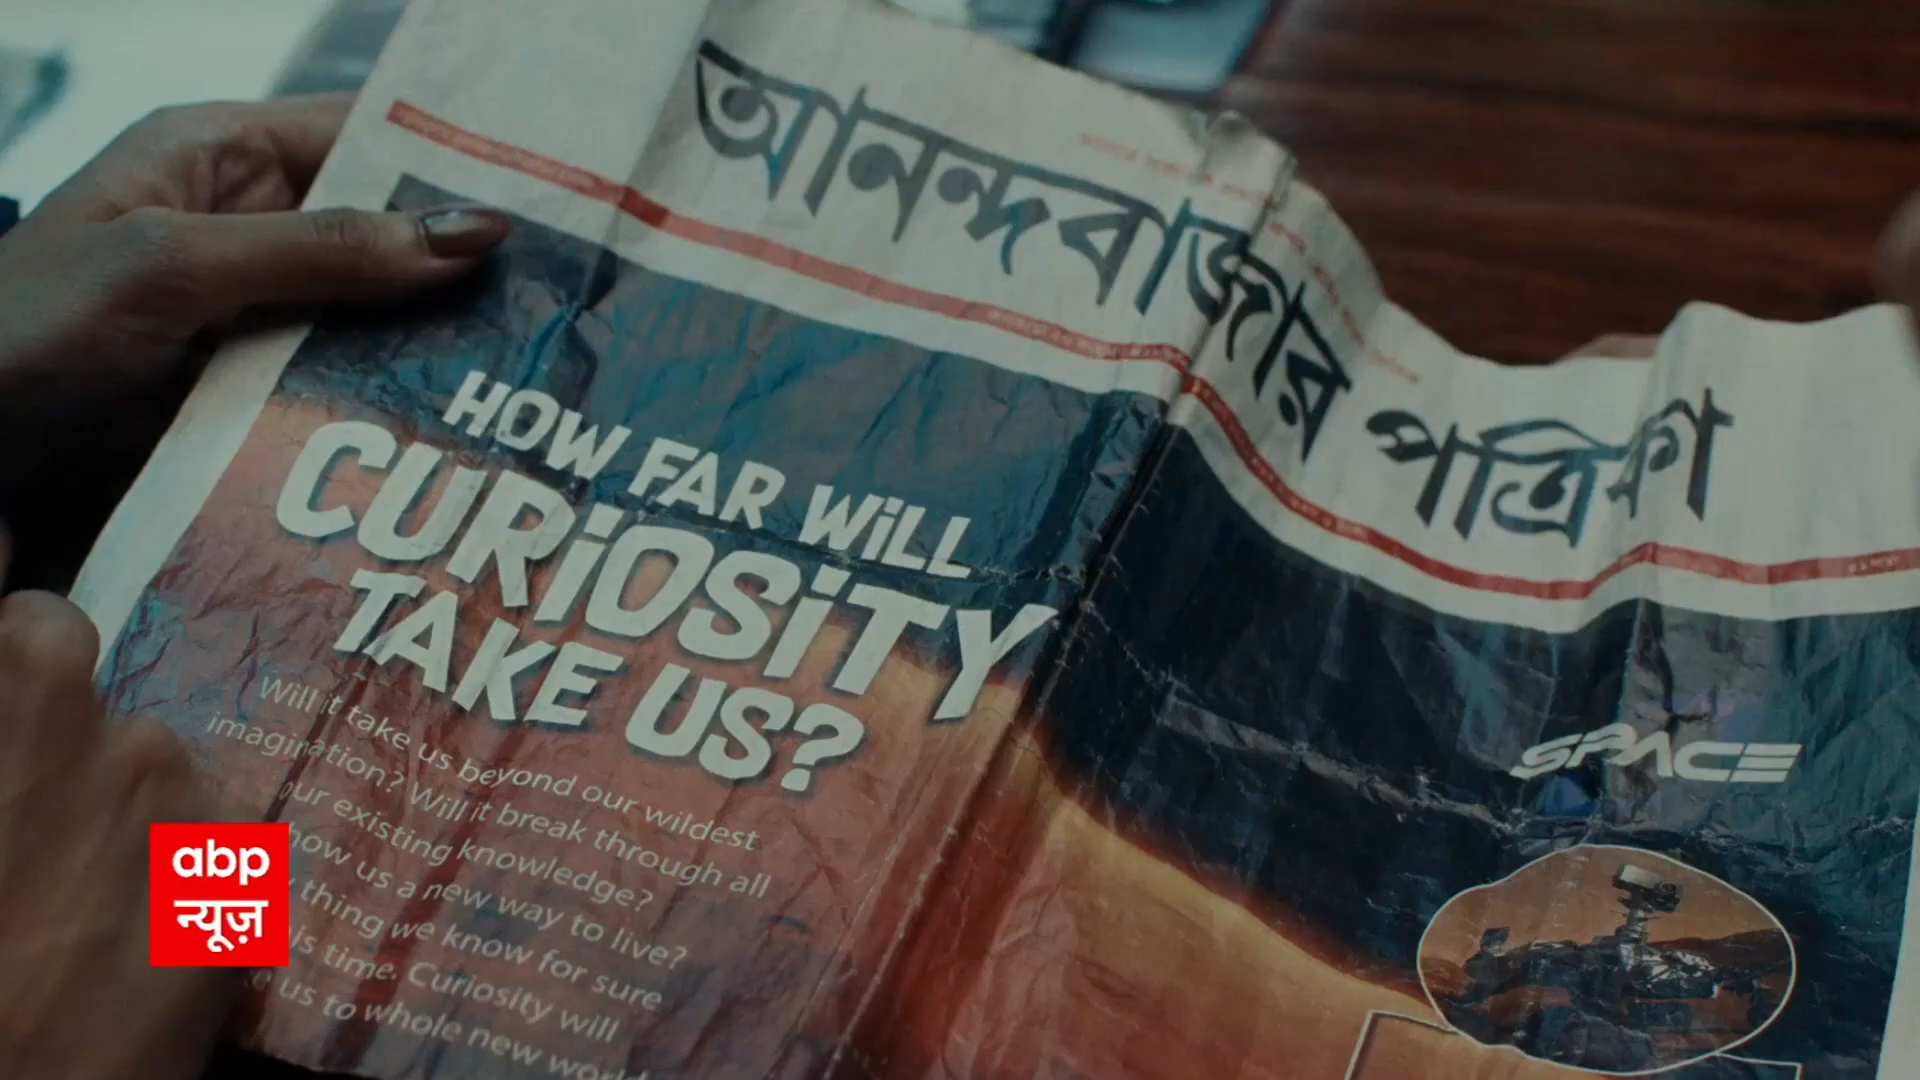 আনন্দবাজার পত্রিকা
HOW FAR WiLL
CURiOSiTY
TAKE US?
Will it take us beyond our wildest
imagination? Will it break through all
our existing knowledge?
how us a new way to live?
thing we know for sure
is time. Curiosity will
us to whole new
SPACE
abp
न्यूज़